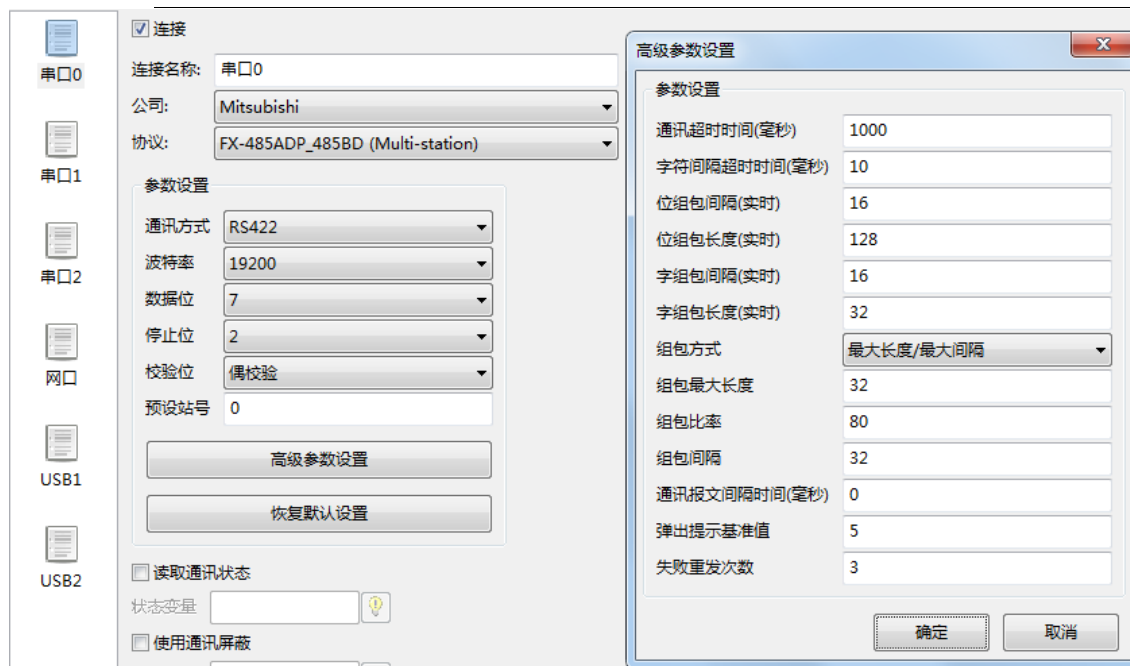 串口0
串口1
串口2
网口
USB1
USB2
连接
连接名称: 串口0
公司: Mitsubishi
协议: FX-485ADP_485BD (Multi-station)
参数设置
通讯方式 RS422
波特率 19200
数据位 7
停止位 2
校验位 偶校验
预设站号 0
高级参数设置
恢复默认设置
读取通讯状态
状态变量
使用通讯屏蔽
高级参数设置
参数设置
通讯超时时间(毫秒) 1000
字符间隔超时时间(毫秒) 10
位组包间隔(实时) 16
位组包长度(实时) 128
字组包间隔(实时) 16
字组包长度(实时) 32
组包方式 最大长度/最大间隔
组包最大长度 32
组包比率 80
组包间隔 32
通讯报文间隔时间(毫秒) 0
弹出提示基准值 5
失败重发次数 3
确定 取消